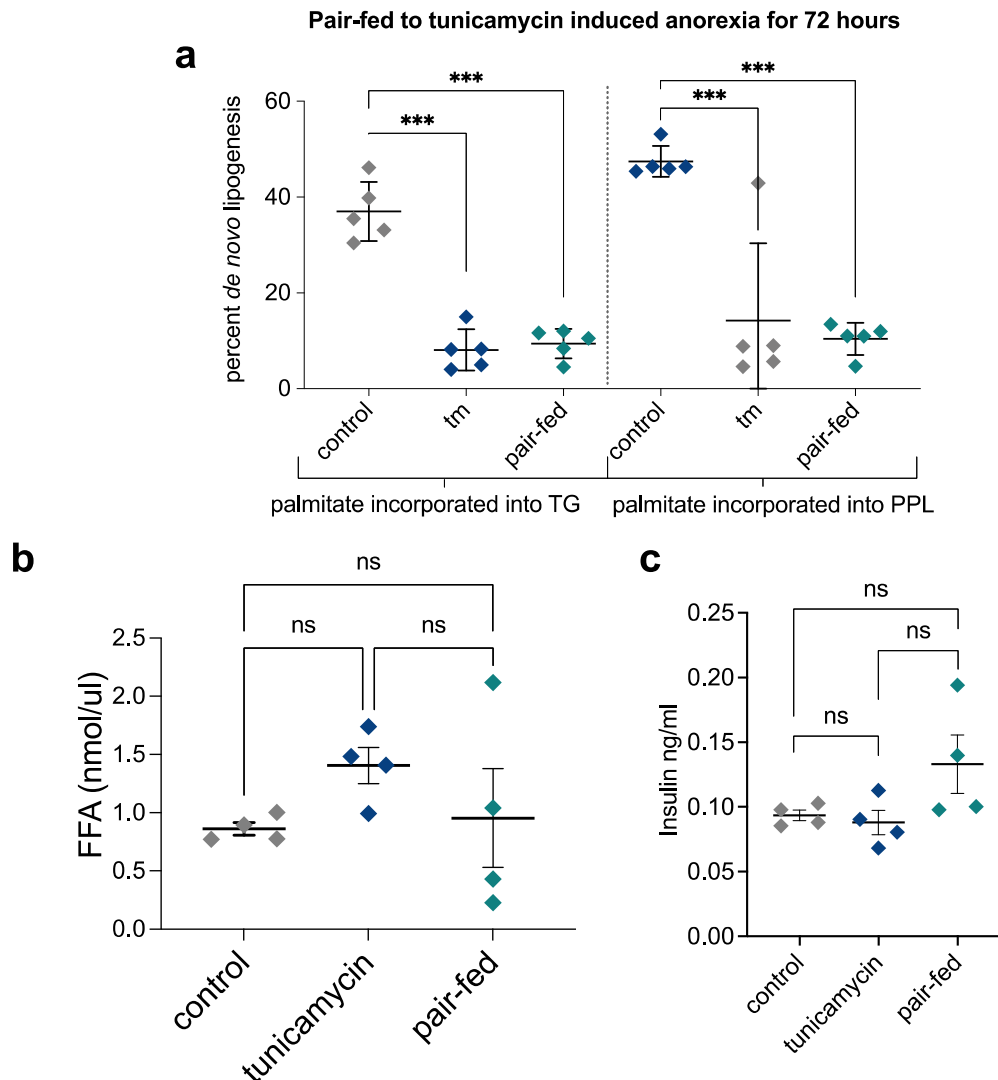 Pair-fed to tunicamycin induced anorexia for 72 hours
a
percent de novo lipogenesis
60
40
20
0
***
***
***
***
control
tm
pair-fed
control
tm
pair-fed
palmitate incorporated into TG
palmitate incorporated into PPL
b
FFA (nmol/ul)
2.5
2.0
1.5
1.0
0.5
0.0
ns
ns
ns
control
tunicamycin
pair-fed
c
Insulin ng/ml
0.25
0.20
0.15
0.10
0.05
0.00
ns
ns
ns
control
tunicamycin
pair-fed